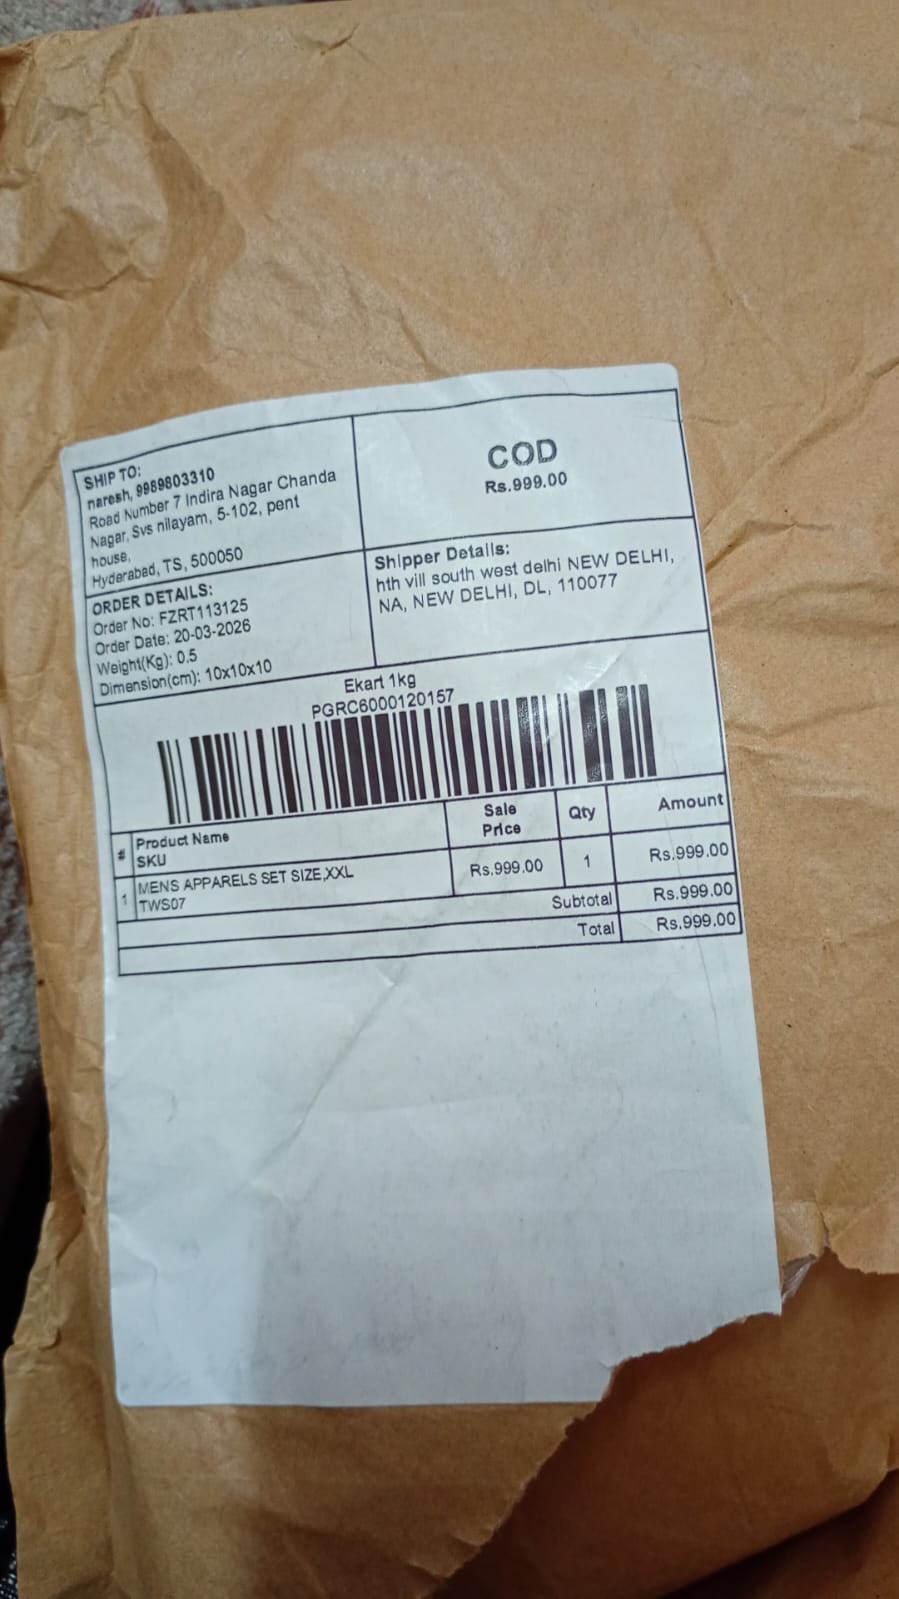 SHIP TO:
naresh, 9989803310
Road Number 7 Indira Nagar Chanda
Nagar, Svs nilayam, 5-102, pent
house,
Hyderabad, TS, 500050
COD
Rs.999.00
ORDER DETAILS:
Order No: FZRT113125
Order Date: 20-03-2026
Weight(Kg): 0.5
Dimension(cm): 10x10x10
Shipper Details:
hth vill south west delhi NEW DELHI,
NA, NEW DELHI, DL, 110077
Ekart 1kg
PGRC6000120157
# Product Name SKU Sale Price Qty Amount
1 MENS APPARELS SET SIZE,XXL TWS07 Rs.999.00 1 Rs.999.00
Subtotal Rs.999.00
Total Rs.999.00